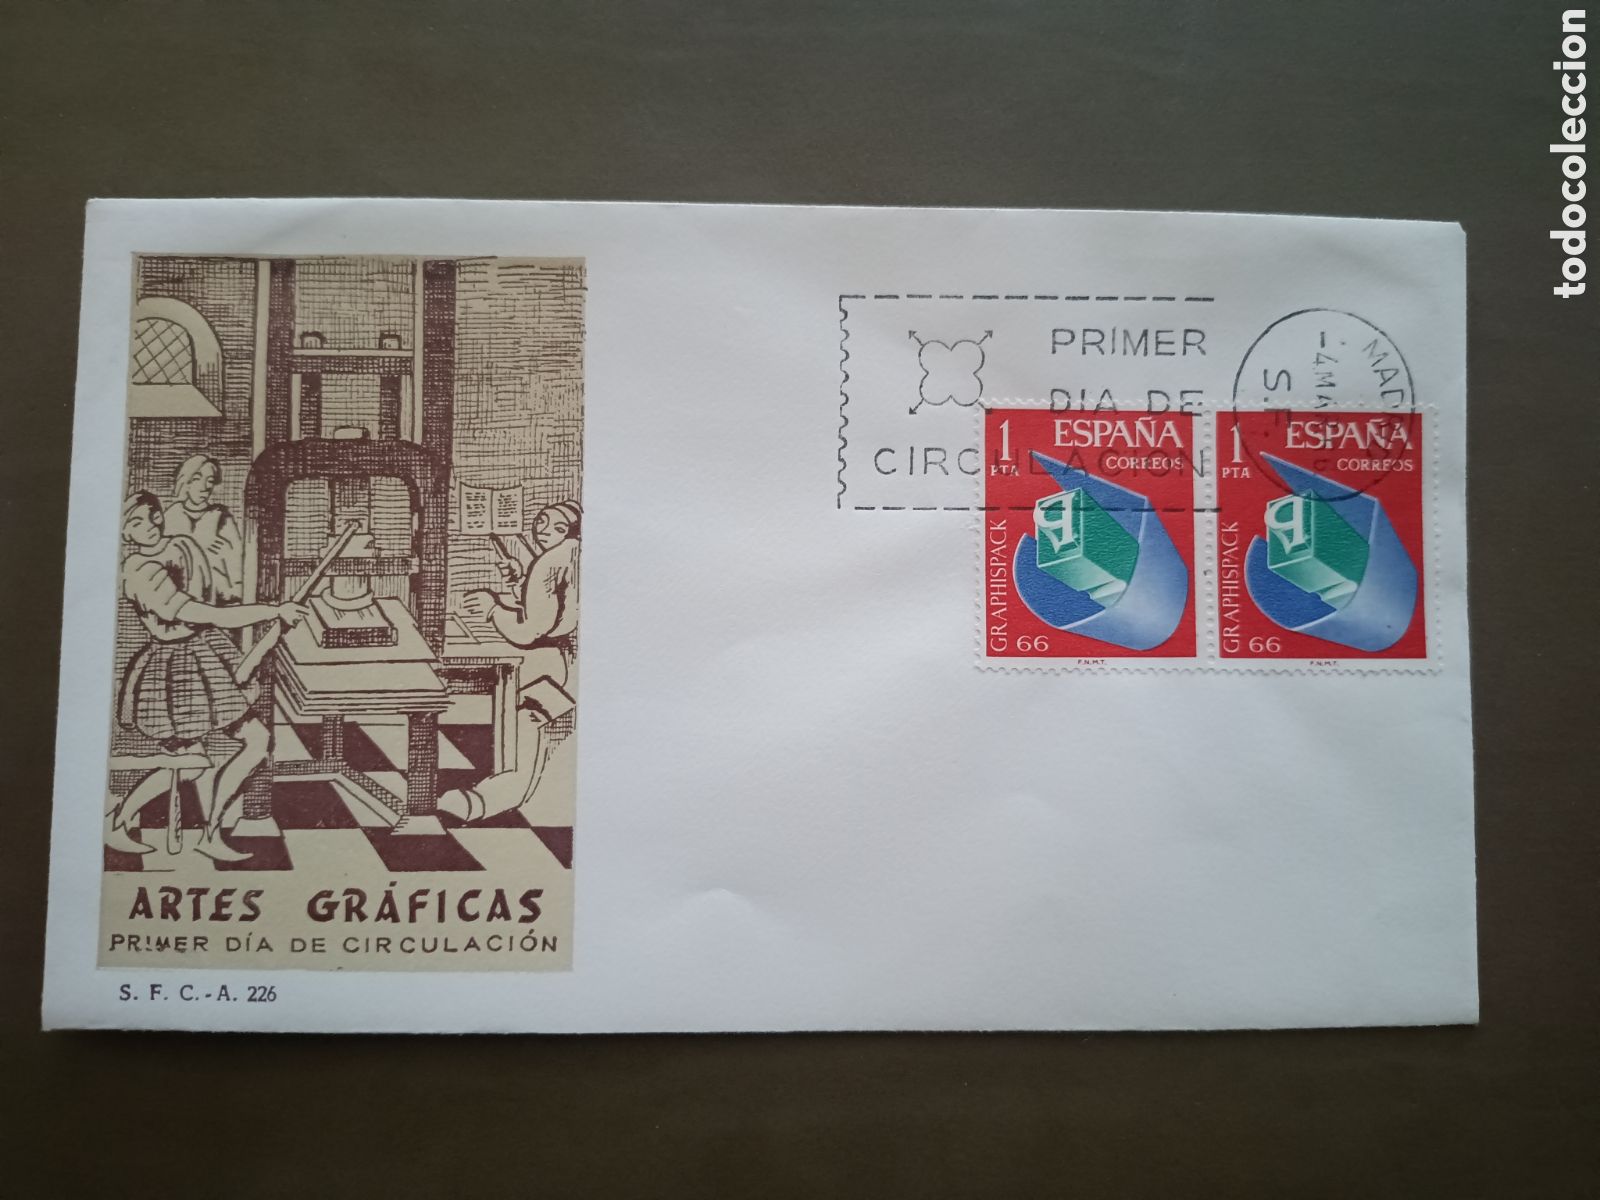 todocoleccion
PRIMER
DIA DE
CIRCULACION
S.F.
1 PTA
ESPAÑA
CORREOS
GRAPHISPACK
66
F.N.M.T.
1 PTA
ESPAÑA
CORREOS
GRAPHISPACK
66
F.N.M.T.
ARTES GRÁFICAS
PRIMER DÍA DE CIRCULACIÓN
S. F. C. - A. 226